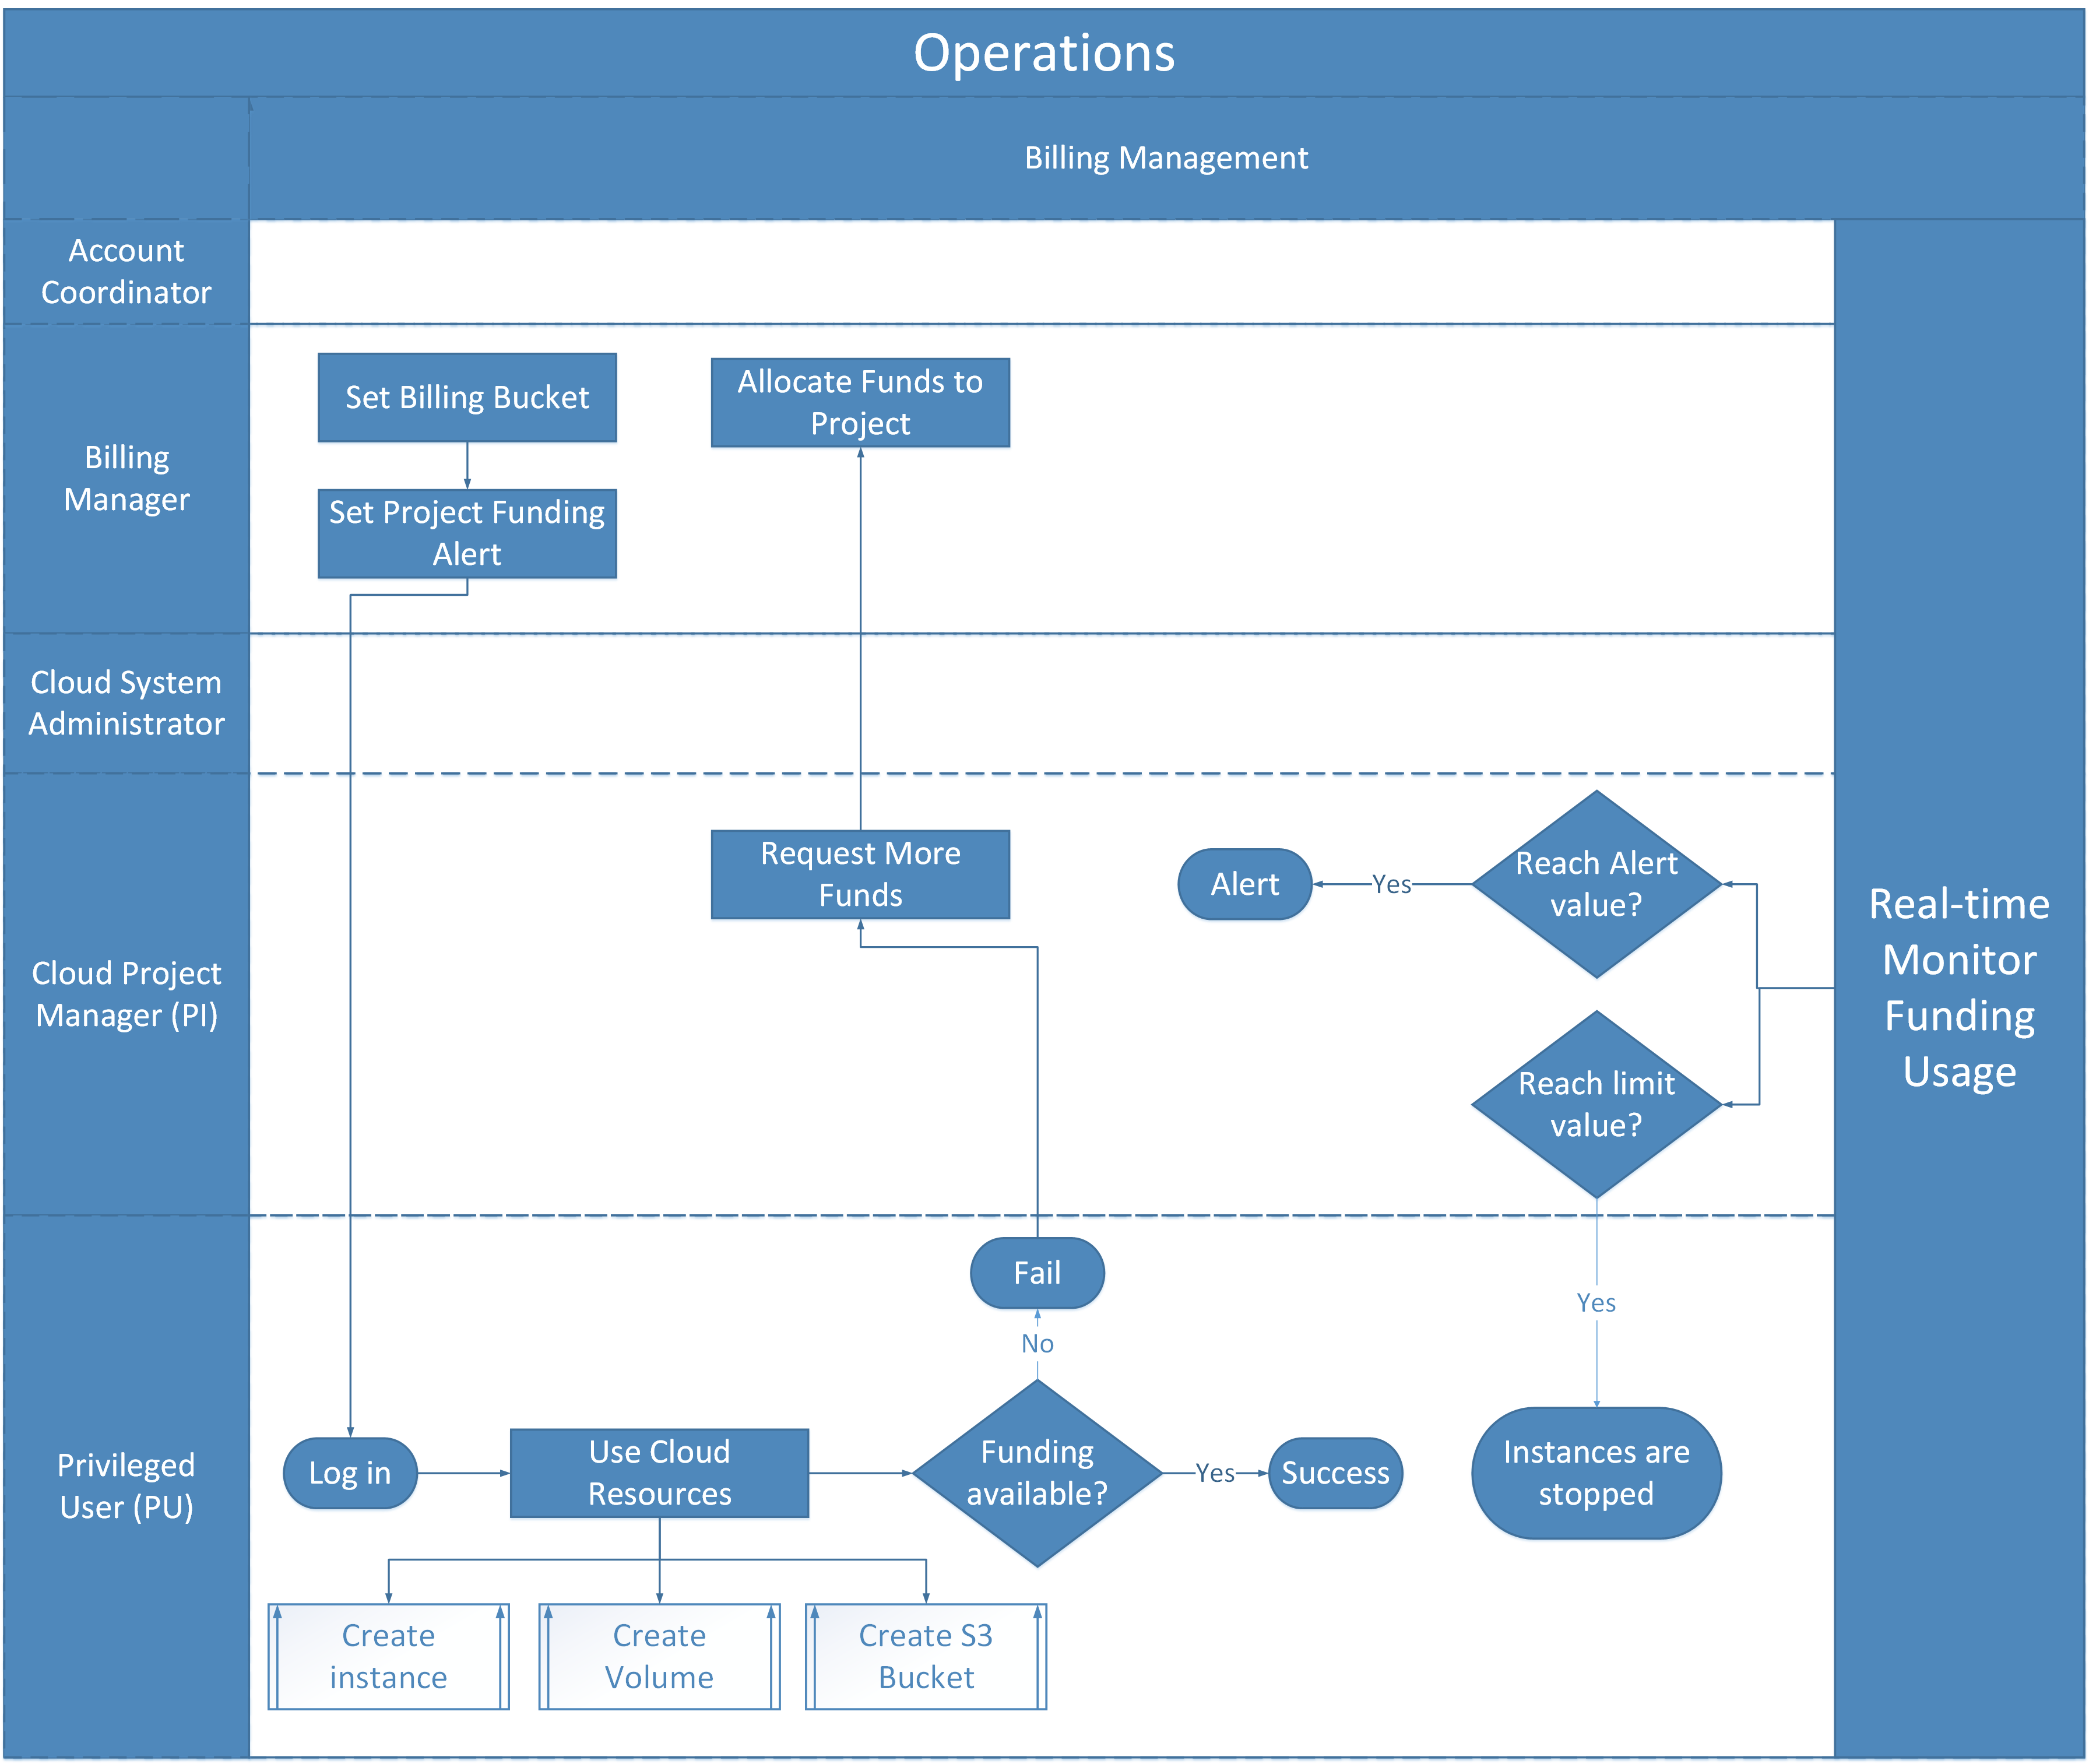 Operations
Billing Management
Account
Coordinator
Billing
Manager
Set Billing Bucket
Set Project Funding
Alert
Allocate Funds to
Project
Cloud System
Administrator
Cloud Project
Manager (PI)
Request More
Funds
Alert
Yes
Reach Alert
value?
Reach limit
value?
Real-time
Monitor
Funding
Usage
Privileged
User (PU)
Fail
No
Yes
Log in
Use Cloud
Resources
Funding
available?
Yes
Success
Instances are
stopped
Create
instance
Create
Volume
Create S3
Bucket